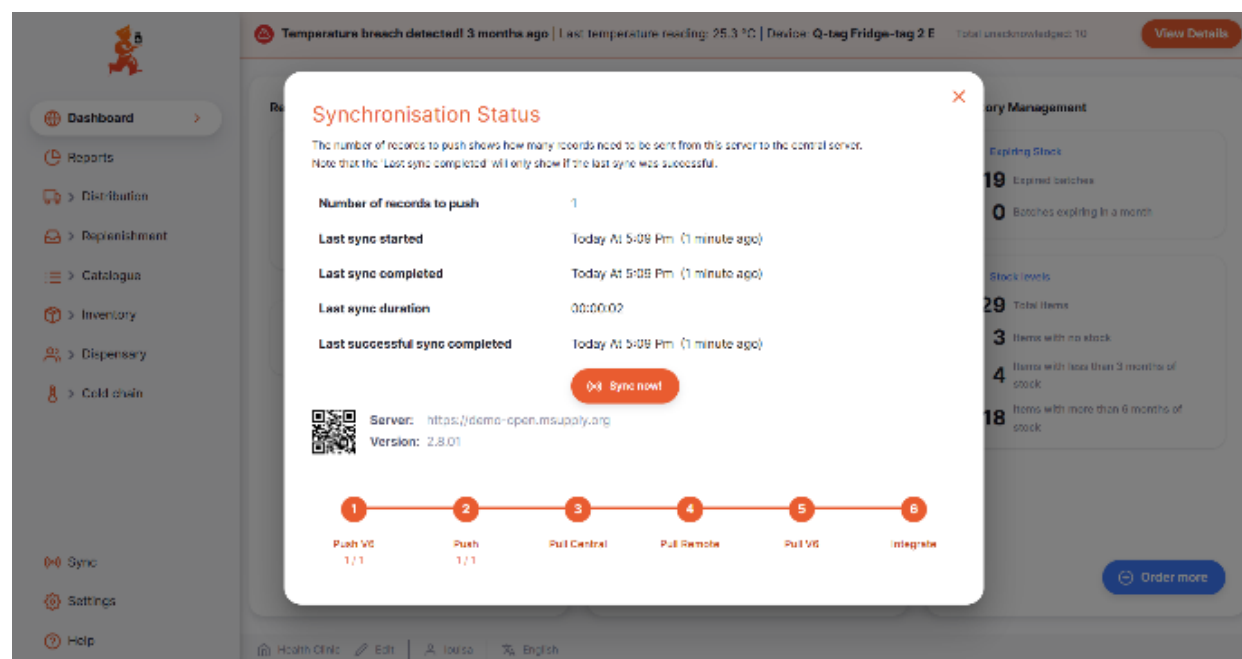 Temperature breach detected! 3 months ago | Last temperature reading: 25.3 °C | Device: Q-tag Fridge-tag 2 E
Total unacknowledged: 10
View Details
Dashboard
Reports
Distribution
Replenishment
Catalogue
Inventory
Dispensary
Cold chain
Sync
Settings
Help
Re
Synchronisation Status
The number of records to push shows how many records need to be sent from this server to the central server.
Note that the 'Last sync completed' will only show if the last sync was successful.
Number of records to push 1
Last sync started Today At 5:09 Pm (1 minute ago)
Last sync completed Today At 5:09 Pm (1 minute ago)
Last sync duration 00:00:02
Last successful sync completed Today At 5:09 Pm (1 minute ago)
Sync now!
Server: https://demo-open.msupply.org
Version: 2.8.01
1 2 3 4 5 6
Push V6 Push Pull Central Pull Remote Pull V6 Integrate
1 / 1 1 / 1
ory Management
Expiring Stock
19 Expired batches
0 Batches expiring in a month
Stock levels
29 Total items
3 Items with no stock
4 Items with less than 3 months of
stock
18 Items with more than 6 months of
stock
Order more
Health Clinic Edit louisa English